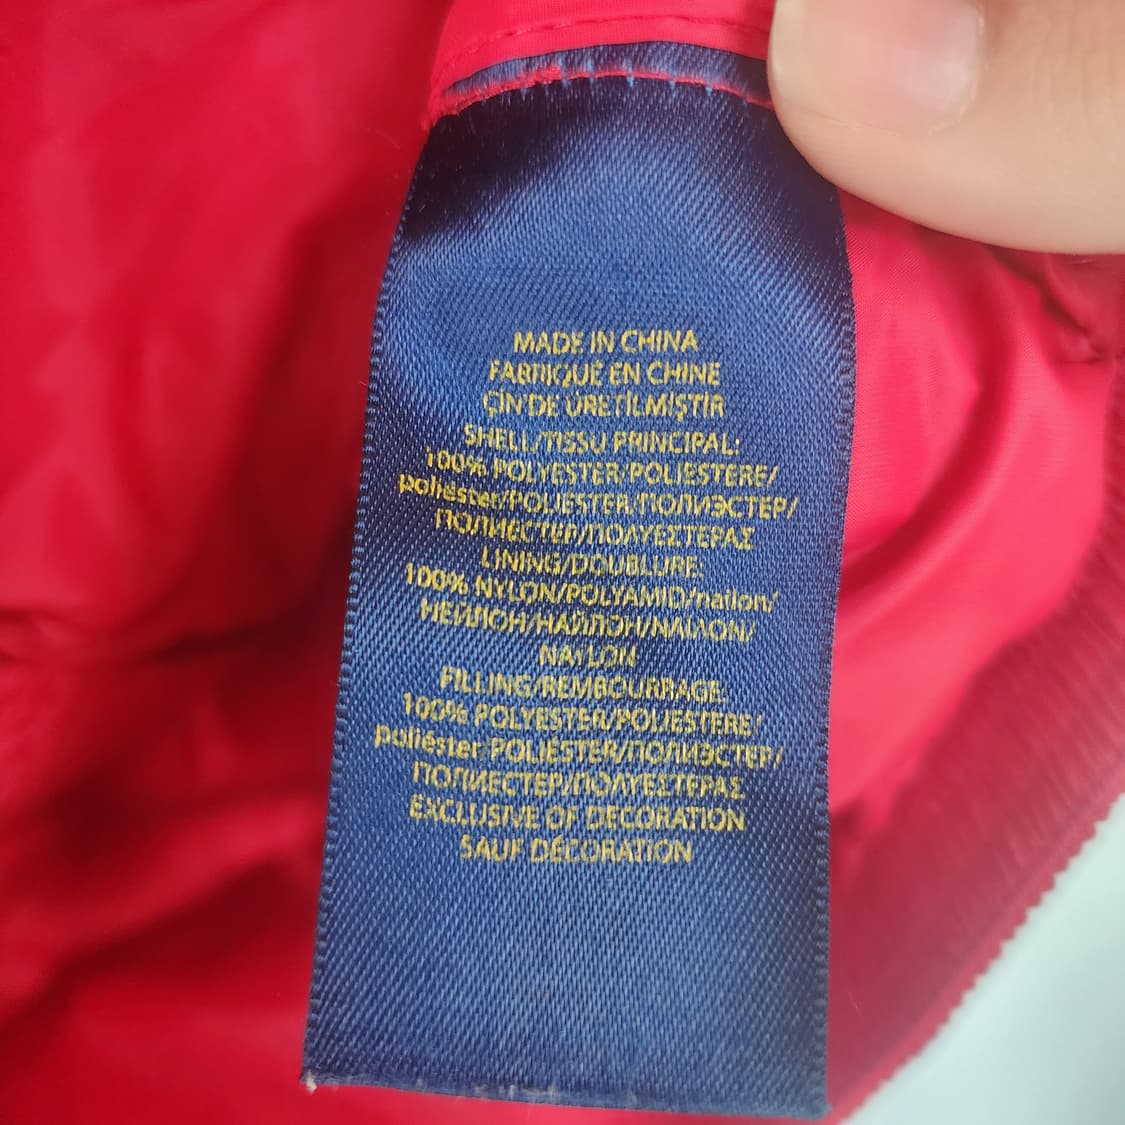 MADE IN CHINA
FABRIQUÉ EN CHINE
ÇİN'DE ÜRETİLMİŞTİR
SHELL/TISSU PRINCIPAL:
100% POLYESTER/POLIESTERE/
poliéster/POLIESTER/ПОЛИЭСТЕР/
ПОЛИЕСТЕР/ΠΟΛΥΕΣΤΕΡΑΣ
LINING/DOUBLURE:
100% NYLON/POLYAMID/nailon/
НЕЙЛОН/НАЙЛОН/ΝΑΪΛΟΝ/
NAYLON
FILLING/REMBOURRAGE:
100% POLYESTER/POLIESTERE/
poliéster/POLIESTER/ПОЛИЭСТЕР/
ПОЛИЕСТЕР/ΠΟΛΥΕΣΤΕΡΑΣ
EXCLUSIVE OF DECORATION
SAUF DÉCORATION